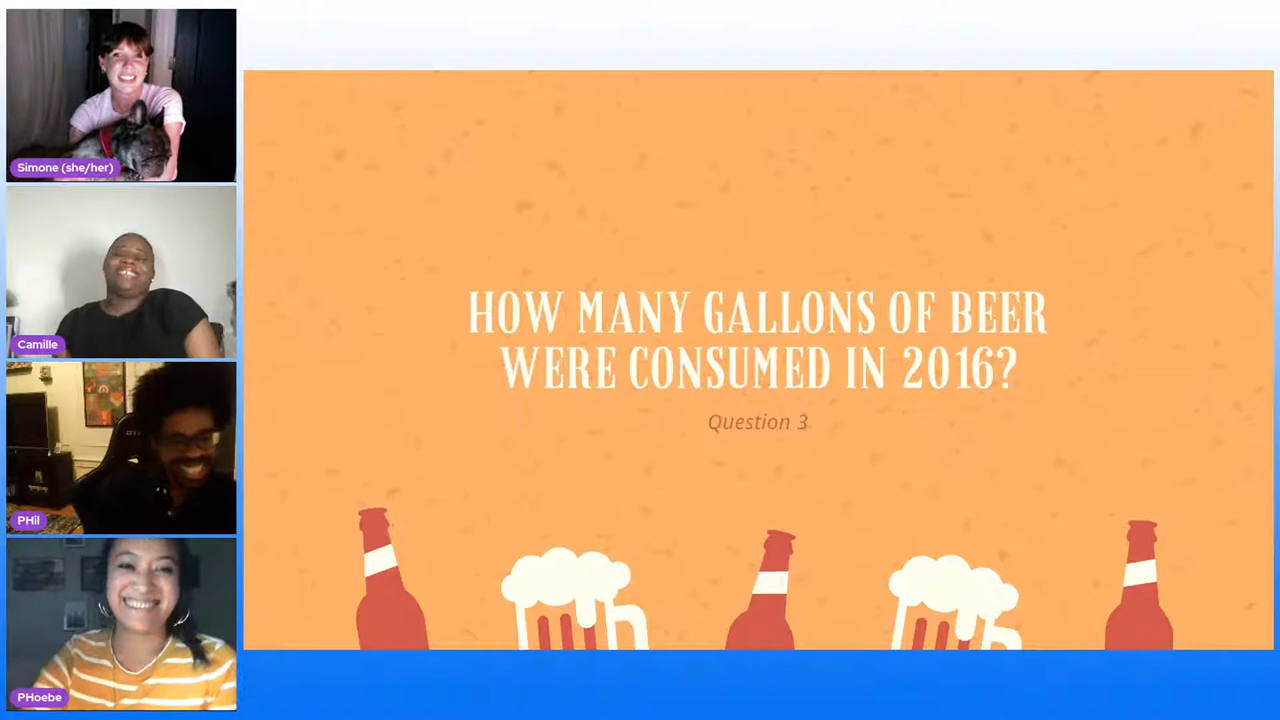 Simone (she/her)
Camille
PHil
PHoebe
HOW MANY GALLONS OF BEER
WERE CONSUMED IN 2016?
Question 3